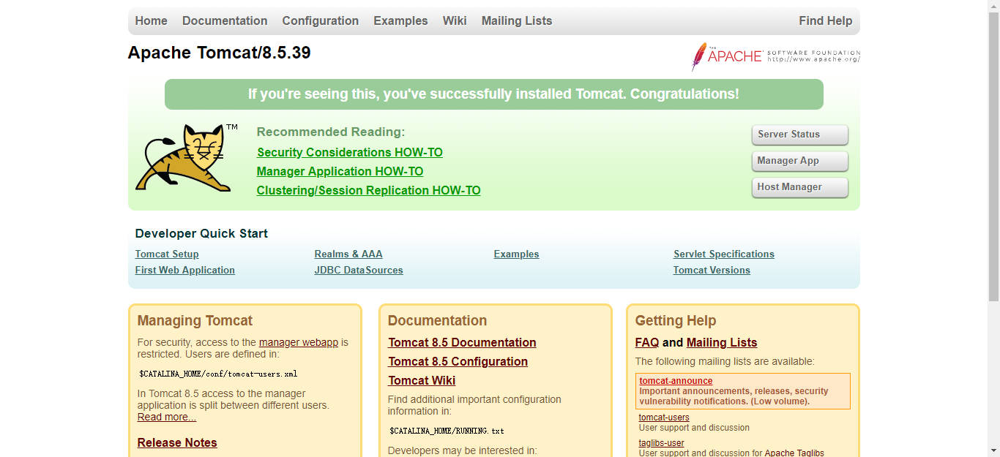 Home Documentation Configuration Examples Wiki Mailing Lists Find Help
Apache Tomcat/8.5.39
THE APACHE SOFTWARE FOUNDATION
http://www.apache.org/
If you're seeing this, you've successfully installed Tomcat. Congratulations!
TM
Recommended Reading:
Security Considerations HOW-TO
Manager Application HOW-TO
Clustering/Session Replication HOW-TO
Server Status
Manager App
Host Manager
Developer Quick Start
Tomcat Setup
First Web Application
Realms & AAA
JDBC DataSources
Examples
Servlet Specifications
Tomcat Versions
Managing Tomcat
For security, access to the manager webapp is
restricted. Users are defined in:
$CATALINA_HOME/conf/tomcat-users.xml
In Tomcat 8.5 access to the manager
application is split between different users.
Read more...
Release Notes
Documentation
Tomcat 8.5 Documentation
Tomcat 8.5 Configuration
Tomcat Wiki
Find additional important configuration
information in:
$CATALINA_HOME/RUNNING.txt
Developers may be interested in:
Getting Help
FAQ and Mailing Lists
The following mailing lists are available:
tomcat-announce
Important announcements, releases, security
vulnerability notifications. (Low volume).
tomcat-users
User support and discussion
taglibs-user
User support and discussion for Apache Taglibs